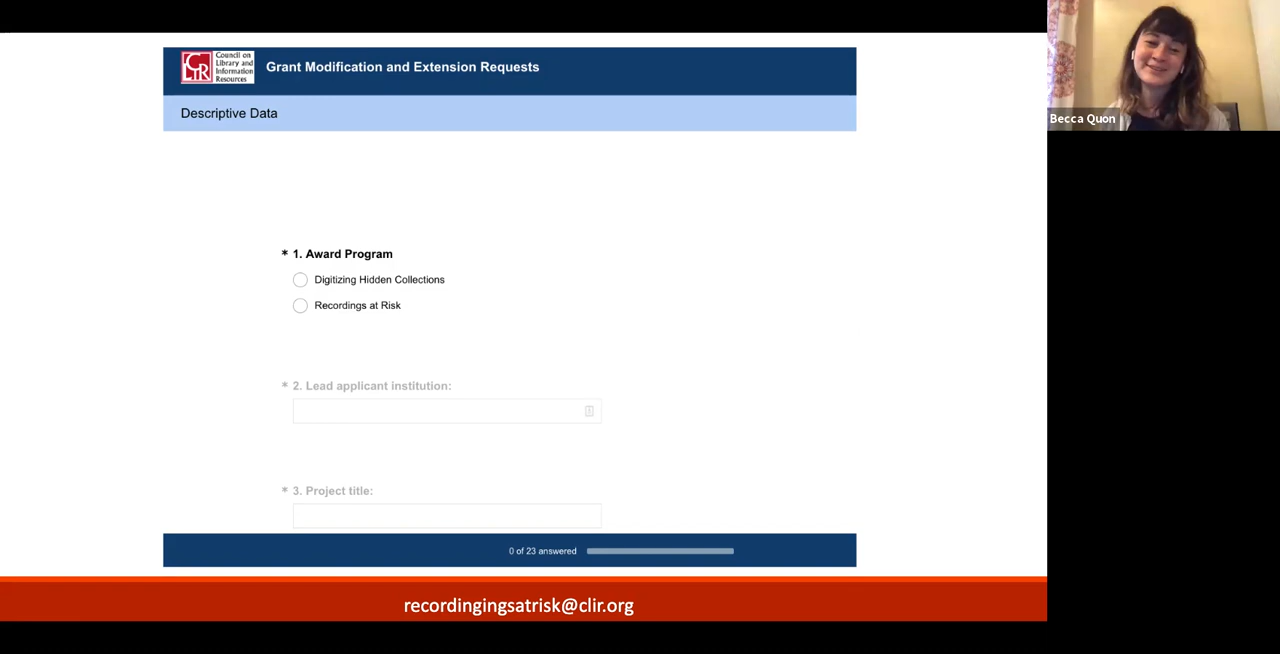 CLIR
Council on
Library and
Information
Resources
Grant Modification and Extension Requests
Descriptive Data
* 1. Award Program
Digitizing Hidden Collections
Recordings at Risk
* 2. Lead applicant institution:
* 3. Project title:
0 of 23 answered
recordingingsatrisk@clir.org
Becca Quon